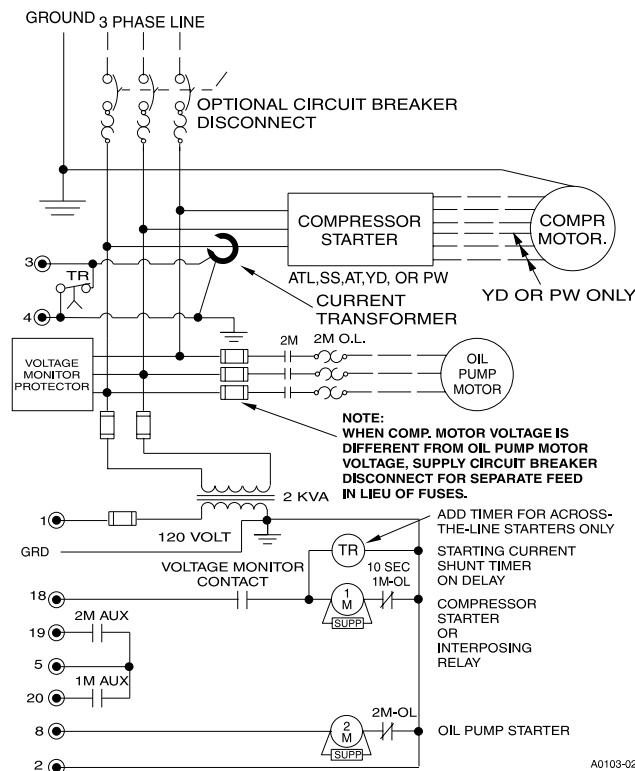 GROUND 3 PHASE LINE
OPTIONAL CIRCUIT BREAKER
DISCONNECT
COMPRESSOR
STARTER
COMPR
MOTOR.
3
TR
4
ATL,SS,AT,YD, OR PW
YD OR PW ONLY
CURRENT
TRANSFORMER
VOLTAGE
MONITOR
PROTECTOR
2M
2M O.L.
OIL
PUMP
MOTOR
NOTE:
WHEN COMP. MOTOR VOLTAGE IS
DIFFERENT FROM OIL PUMP MOTOR
VOLTAGE, SUPPLY CIRCUIT BREAKER
DISCONNECT FOR SEPARATE FEED
IN LIEU OF FUSES.
2 KVA
1
120 VOLT
GRD
ADD TIMER FOR ACROSS-
THE-LINE STARTERS ONLY
TR
STARTING CURRENT
SHUNT TIMER
ON DELAY
VOLTAGE MONITOR
CONTACT
10 SEC
1M-OL
18
1
M
SUPP
COMPRESSOR
STARTER
OR
INTERPOSING
RELAY
19
2M AUX
5
20
1M AUX
8
2
M
SUPP
2M-OL
OIL PUMP STARTER
2
A0103-02